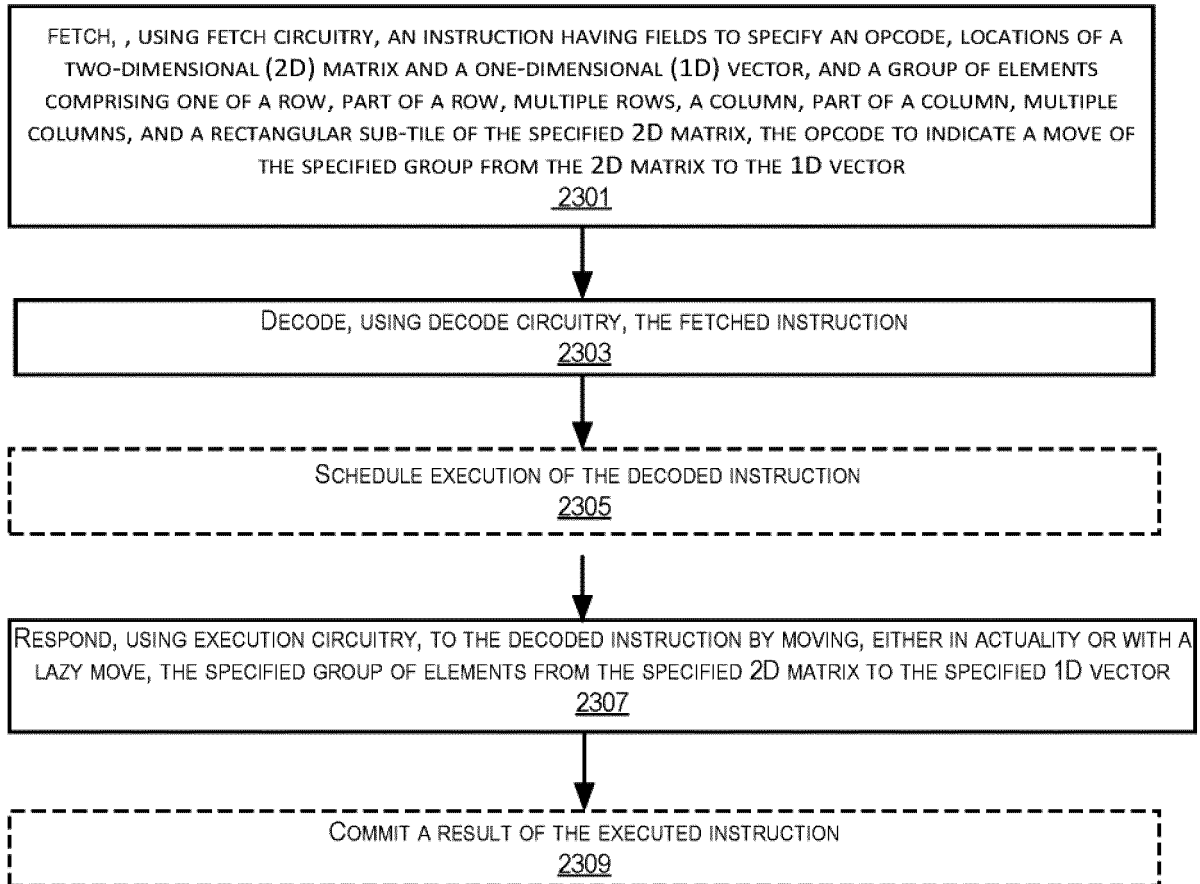 FETCH, , USING FETCH CIRCUITRY, AN INSTRUCTION HAVING FIELDS TO SPECIFY AN OPCODE, LOCATIONS OF A
TWO-DIMENSIONAL (2D) MATRIX AND A ONE-DIMENSIONAL (1D) VECTOR, AND A GROUP OF ELEMENTS
COMPRISING ONE OF A ROW, PART OF A ROW, MULTIPLE ROWS, A COLUMN, PART OF A COLUMN, MULTIPLE
COLUMNS, AND A RECTANGULAR SUB-TILE OF THE SPECIFIED 2D MATRIX, THE OPCODE TO INDICATE A MOVE OF
THE SPECIFIED GROUP FROM THE 2D MATRIX TO THE 1D VECTOR
2301
DECODE, USING DECODE CIRCUITRY, THE FETCHED INSTRUCTION
2303
SCHEDULE EXECUTION OF THE DECODED INSTRUCTION
2305
RESPOND, USING EXECUTION CIRCUITRY, TO THE DECODED INSTRUCTION BY MOVING, EITHER IN ACTUALITY OR WITH A
LAZY MOVE, THE SPECIFIED GROUP OF ELEMENTS FROM THE SPECIFIED 2D MATRIX TO THE SPECIFIED 1D VECTOR
2307
COMMIT A RESULT OF THE EXECUTED INSTRUCTION
2309